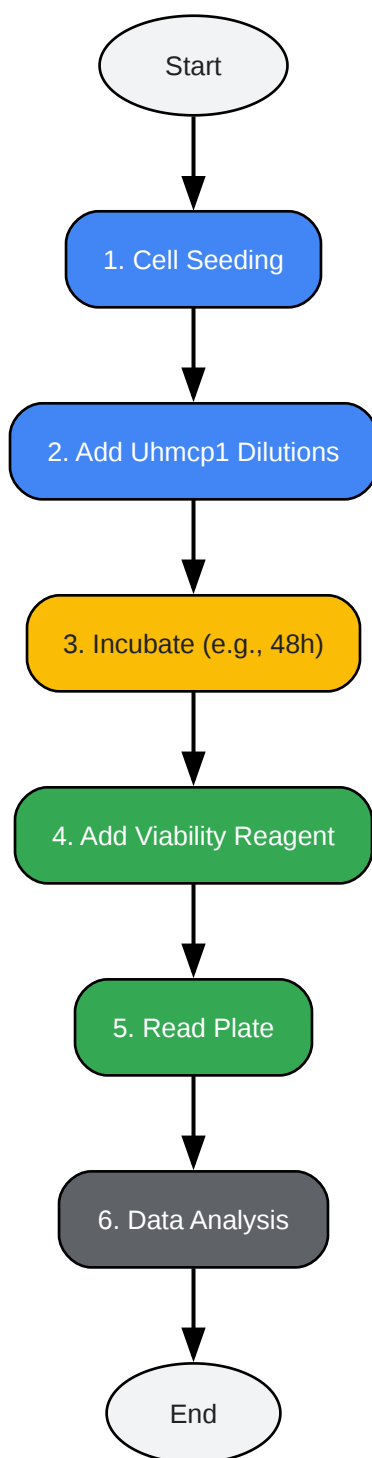 Start
1. Cell Seeding
2. Add Uhmcp1 Dilutions
3. Incubate (e.g., 48h)
4. Add Viability Reagent
5. Read Plate
6. Data Analysis
End